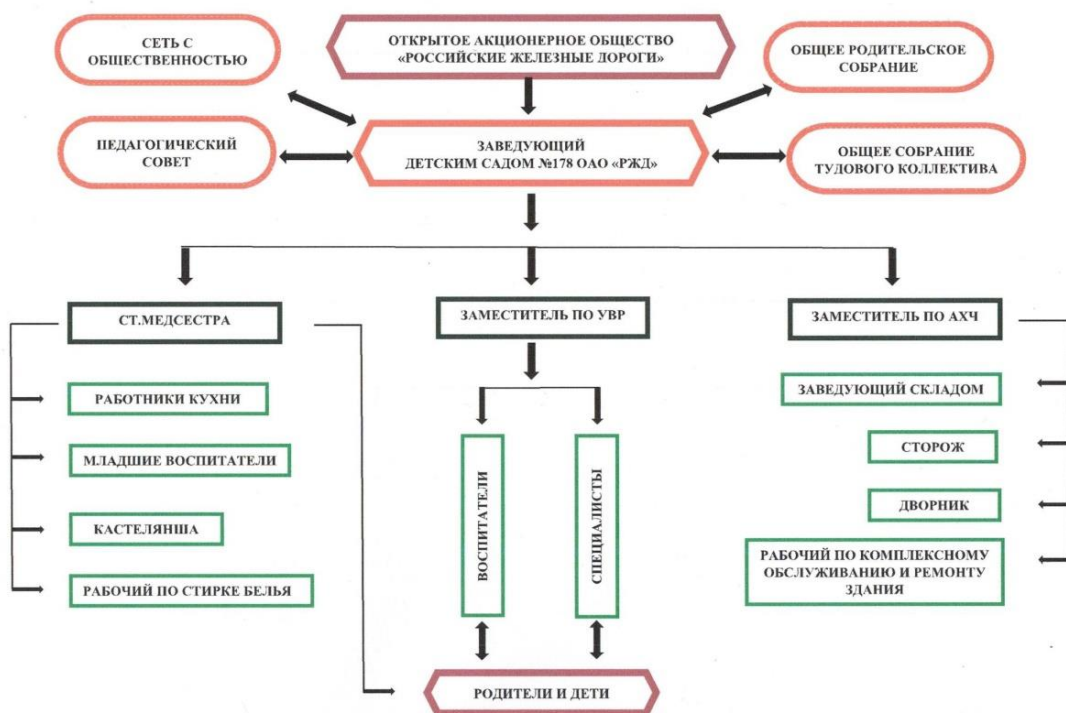 СЕТЬ С
ОБЩЕСТВЕННОСТЬЮ
ОТКРЫТОЕ АКЦИОНЕРНОЕ ОБЩЕСТВО
«РОССИЙСКИЕ ЖЕЛЕЗНЫЕ ДОРОГИ»
ОБЩЕЕ РОДИТЕЛЬСКОЕ
СОБРАНИЕ
ПЕДАГОГИЧЕСКИЙ
СОВЕТ
ЗАВЕДУЮЩИЙ
ДЕТСКИМ САДОМ №178 ОАО «РЖД»
ОБЩЕЕ СОБРАНИЕ
ТУДОВОГО КОЛЛЕКТИВА
СТ.МЕДСЕСТРА
ЗАМЕСТИТЕЛЬ ПО УВР
ЗАМЕСТИТЕЛЬ ПО АХЧ
РАБОТНИКИ КУХНИ
МЛАДШИЕ ВОСПИТАТЕЛИ
КАСТЕЛЯНША
РАБОЧИЙ ПО СТИРКЕ БЕЛЬЯ
ВОСПИТАТЕЛИ
СПЕЦИАЛИСТЫ
ЗАВЕДУЮЩИЙ СКЛАДОМ
СТОРОЖ
ДВОРНИК
РАБОЧИЙ ПО КОМПЛЕКСНОМУ
ОБСЛУЖИВАНИЮ И РЕМОНТУ
ЗДАНИЯ
РОДИТЕЛИ И ДЕТИ